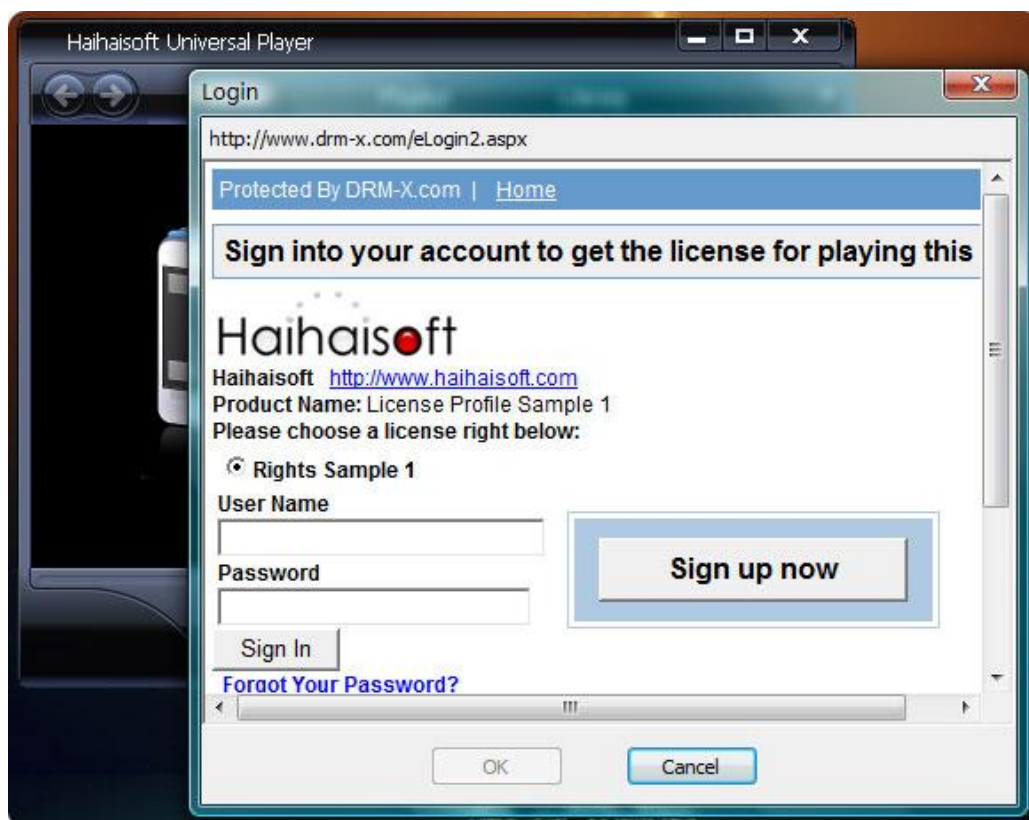 Haihaisoft Universal Player
Login
http://www.drm-x.com/eLogin2.aspx
Protected By DRM-X.com | Home
Sign into your account to get the license for playing this
Haihaisoft
Haihaisoft http://www.haihaisoft.com
Product Name: License Profile Sample 1
Please choose a license right below:
Rights Sample 1
User Name
Sign up now
Password
Sign In
Forgot Your Password?
OK
Cancel